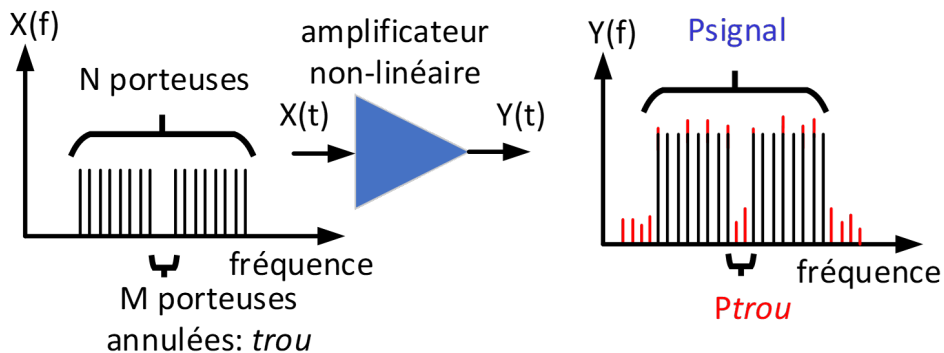 X(f)
N porteuses
fréquence
M porteuses
annulées: trou
amplificateur
non-linéaire
X(t)
Y(t)
Y(f)
Psignal
fréquence
Ptrou